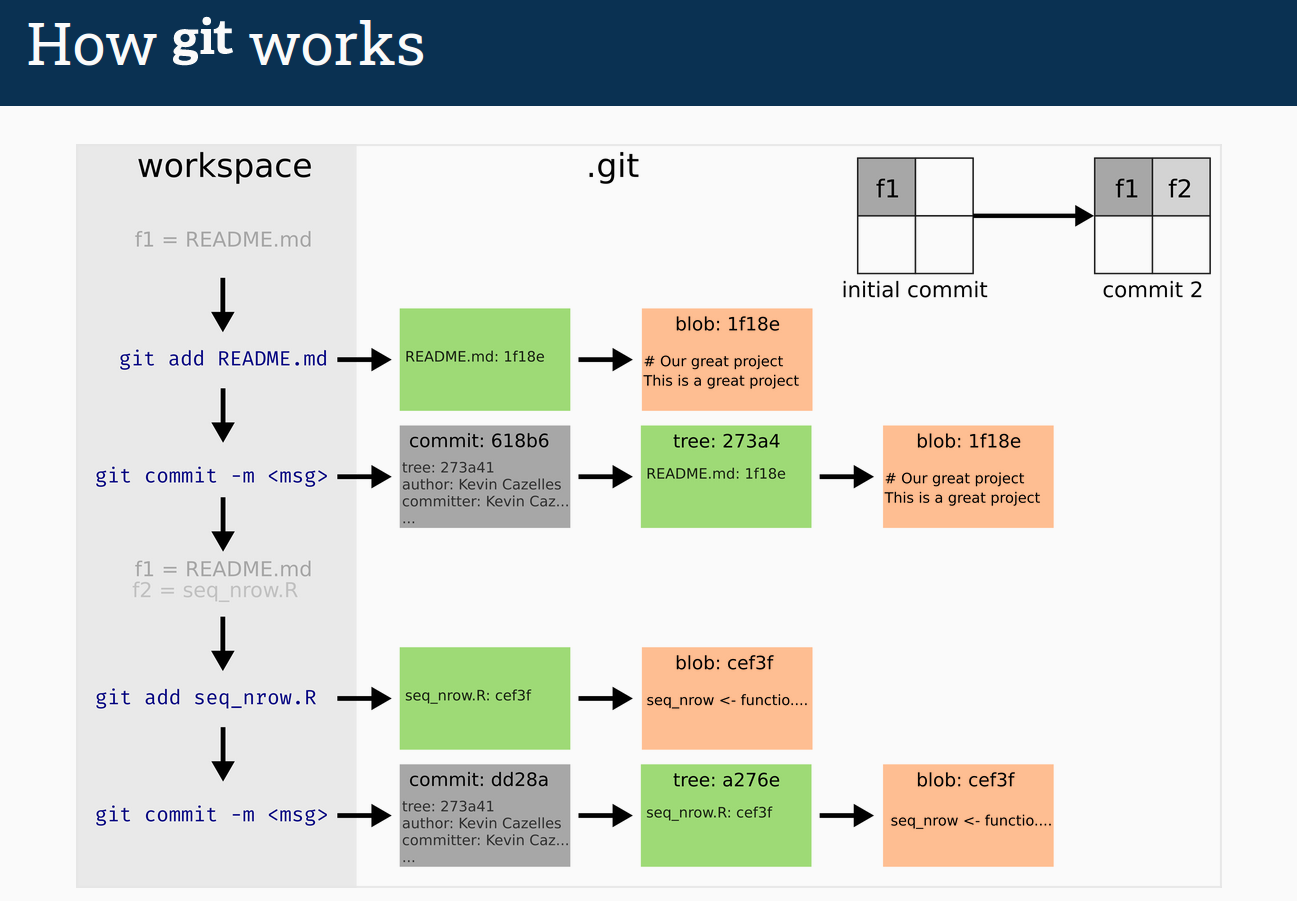 How git works
workspace
.git
f1
f1 f2
initial commit
commit 2
f1 = README.md
git add README.md
README.md: 1f18e
blob: 1f18e
# Our great project
This is a great project
git commit -m <msg>
commit: 618b6
tree: 273a41
author: Kevin Cazelles
committer: Kevin Caz...
...
tree: 273a4
README.md: 1f18e
blob: 1f18e
# Our great project
This is a great project
f1 = README.md
f2 = seq_nrow.R
git add seq_nrow.R
seq_nrow.R: cef3f
blob: cef3f
seq_nrow <- functio....
git commit -m <msg>
commit: dd28a
tree: 273a41
author: Kevin Cazelles
committer: Kevin Caz...
...
tree: a276e
seq_nrow.R: cef3f
blob: cef3f
seq_nrow <- functio....